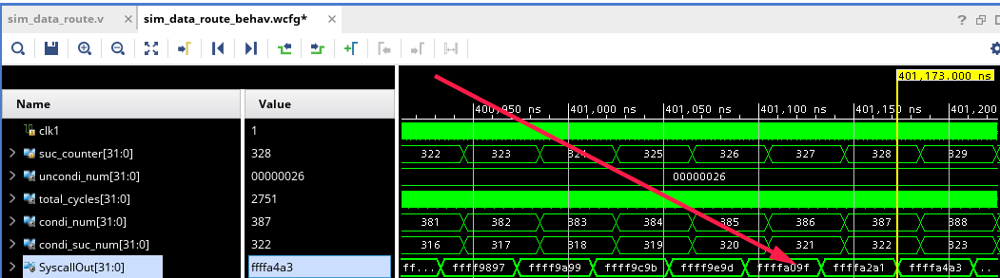 sim_data_route.v × sim_data_route_behav.wcfg* × ?
401,173.000 ns
Name Value 400,950 ns 401,000 ns 401,050 ns 401,100 ns 401,150 ns 401,200
clk1 1
suc_counter[31:0] 328 322 323 324 325 326 327 328 329
uncondi_num[31:0] 00000026 00000026
total_cycles[31:0] 2751
condi_num[31:0] 387 381 382 383 384 385 386 387 388
condi_suc_num[31:0] 322 316 317 318 319 320 321 322 323
SyscallOut[31:0] ffffa4a3 ff... ffff9897 ffff9a99 ffff9c9b ffff9e9d ffffa09f ffffa2a1 ffffa4a3 ..